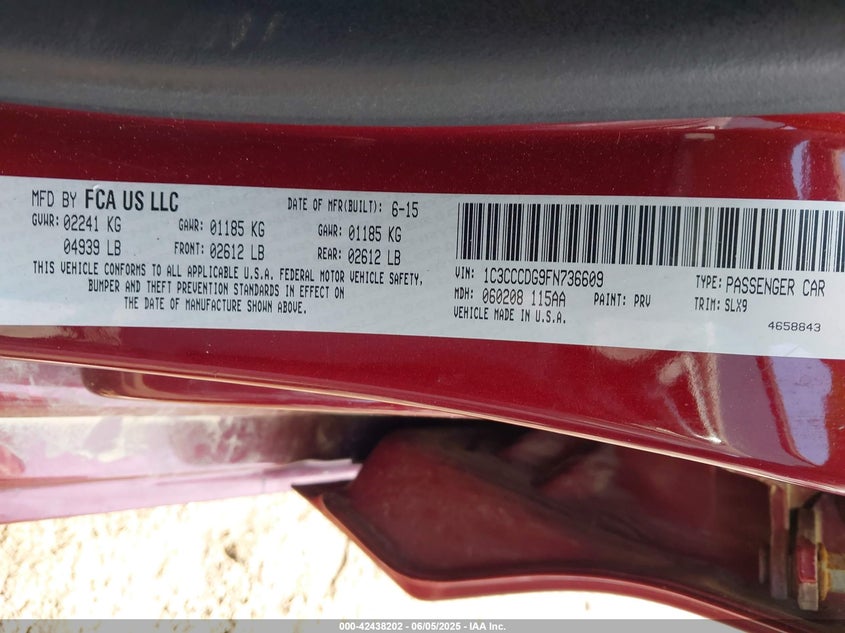 MFD BY FCA US LLC DATE OF MFR(BUILT): 6-15
GVWR: 02241 KG GAWR: 01185 KG GAWR: 01185 KG
04939 LB FRONT: 02612 LB REAR: 02612 LB
THIS VEHICLE CONFORMS TO ALL APPLICABLE U.S.A. FEDERAL MOTOR VEHICLE SAFETY,
BUMPER AND THEFT PREVENTION STANDARDS IN EFFECT ON
THE DATE OF MANUFACTURE SHOWN ABOVE.
VIN: 1C3CCCDG9FN736609 TYPE: PASSENGER CAR
MDH: 060208 115AA PAINT: PRV TRIM: SLX9
VEHICLE MADE IN U.S.A. 4658843
000-42438202 - 06/05/2025 - IAA Inc.